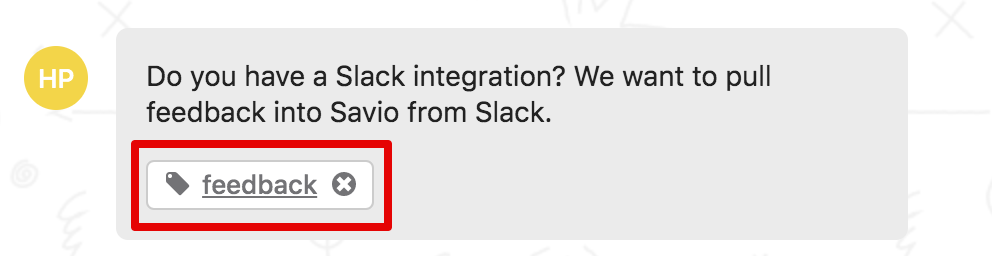 HP
Do you have a Slack integration? We want to pull
feedback into Savio from Slack.
feedback